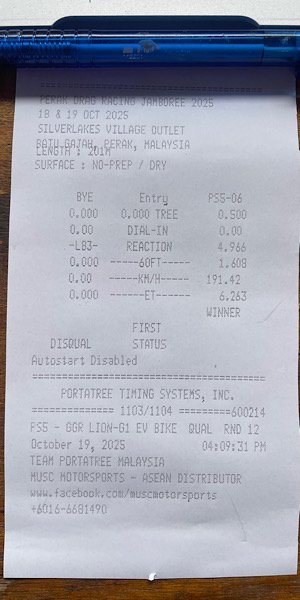 PERAK DRAG RACING JAMBOREE 2025
18 & 19 OCT 2025
SILVERLAKES VILLAGE OUTLET
BATU GAJAH, PERAK, MALAYSIA
LENGTH : 201M
SURFACE : NO-PREP / DRY
BYE Entry PS5-06
0.000 0.000 TREE 0.500
0.00 DIAL-IN 0.00
-LB3- REACTION 4.966
0.000 ------60FT----- 1.608
0.00 ------KM/H----- 191.42
0.000 ------ET------ 6.263
WINNER
FIRST
DISQUAL STATUS
Autostart Disabled
========================================
PORTATREE TIMING SYSTEMS, INC.
============== 1103/1104 =========600214
PS5 - GGR LION-G1 EV BIKE QUAL RND 12
October 19, 2025 04:09:31 PM
TEAM PORTATREE MALAYSIA
MUSC MOTORSPORTS - ASEAN DISTRIBUTOR
www.facebook.com/muscmotorsports
+6016-6681490